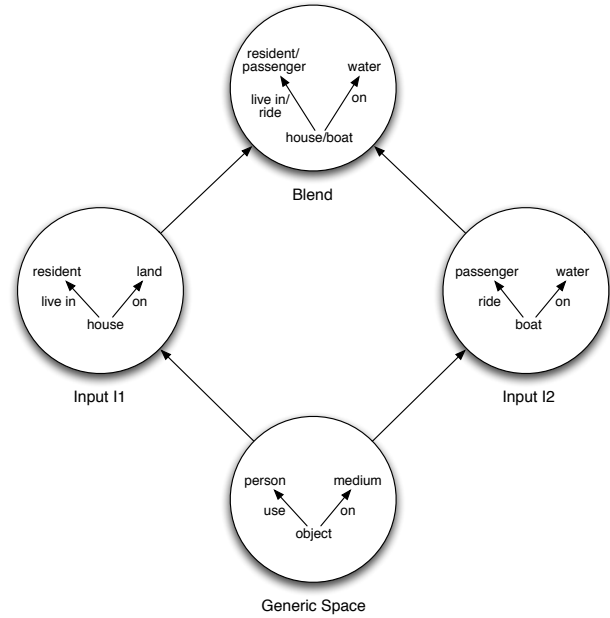 resident/
passenger
water
live in/
ride
on
house/boat
Blend
resident
land
live in
on
house
Input I1
passenger
water
ride
on
boat
Input I2
person
medium
use
on
object
Generic Space